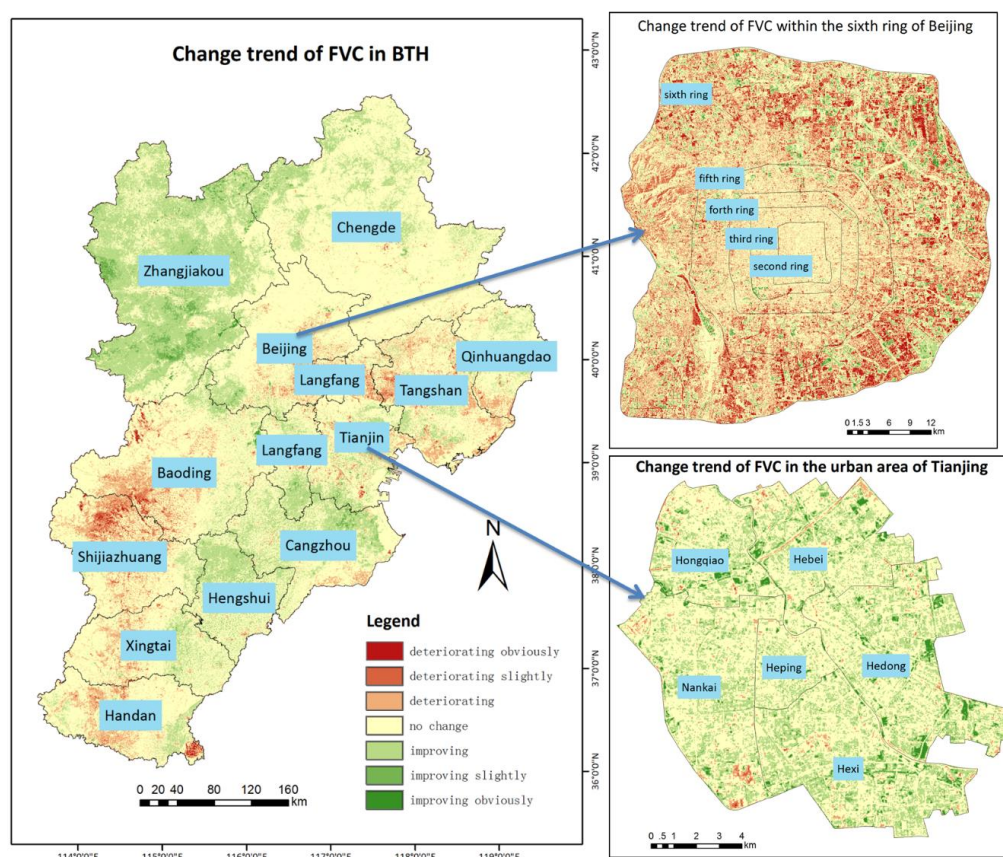 Change trend of FVC in BTH
Chengde
Zhangjiakou
Beijing
Qinhuangdao
Langfang
Tangshan
Tianjin
Langfang
Baoding
Cangzhou
Shijiazhuang
Hengshui
Xingtai
Handan
N
Legend
deteriorating obviously
deteriorating slightly
deteriorating
no change
improving
improving slightly
improving obviously
0 20 40 80 120 160
km
43°0'0"N
42°0'0"N
41°0'0"N
40°0'0"N
39°0'0"N
38°0'0"N
37°0'0"N
36°0'0"N
Change trend of FVC within the sixth ring of Beijing
sixth ring
fifth ring
forth ring
third ring
second ring
0 1.5 3 6 9 12
km
Change trend of FVC in the urban area of Tianjing
Hongqiao
Hebei
Heping
Hedong
Nankai
Hexi
0 .5 1 2 3 4
km